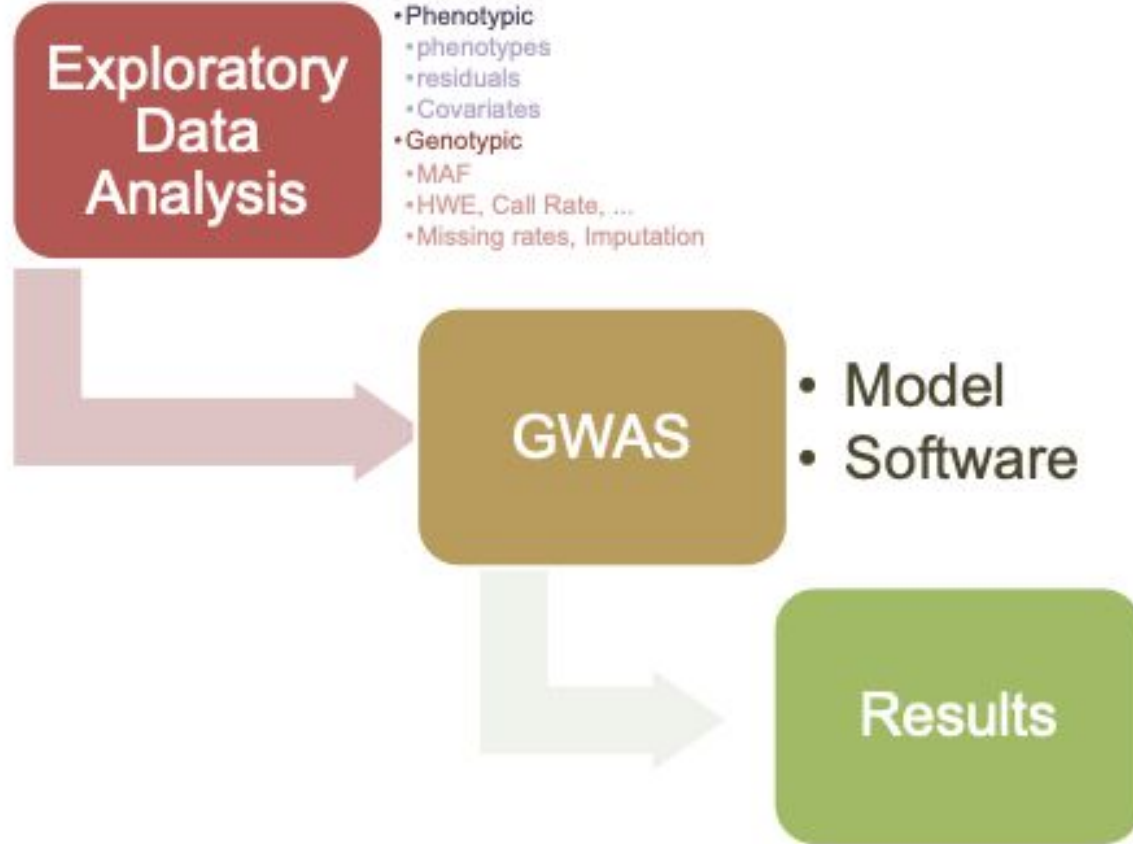 Exploratory
Data
Analysis
•Phenotypic
•phenotypes
•residuals
•Covariates
•Genotypic
•MAF
•HWE, Call Rate, ...
•Missing rates, Imputation
GWAS
• Model
• Software
Results